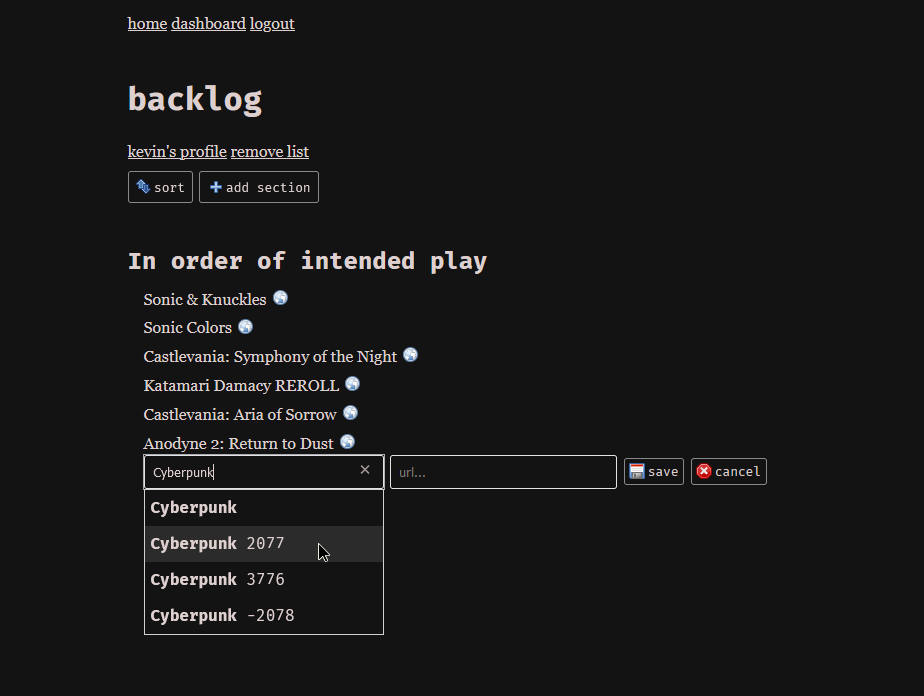 home dashboard logout
backlog
kevin's profile remove list
sort add section
In order of intended play
Sonic & Knuckles
Sonic Colors
Castlevania: Symphony of the Night
Katamari Damacy REROLL
Castlevania: Aria of Sorrow
Anodyne 2: Return to Dust
Cyberpunk × url... save cancel
Cyberpunk
Cyberpunk 2077
Cyberpunk 3776
Cyberpunk -2078